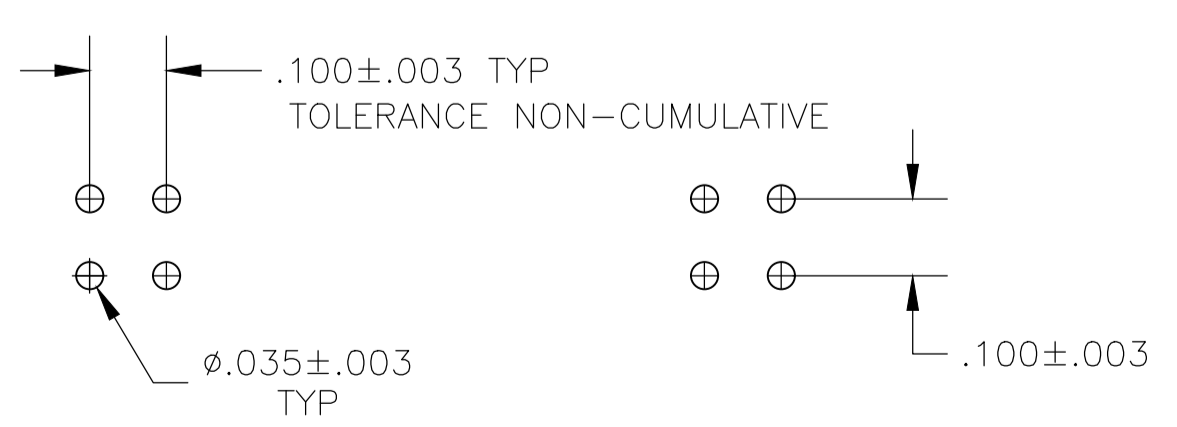 .100±.003 TYP
TOLERANCE NON-CUMULATIVE
.100±.003
⌀.035±.003
TYP